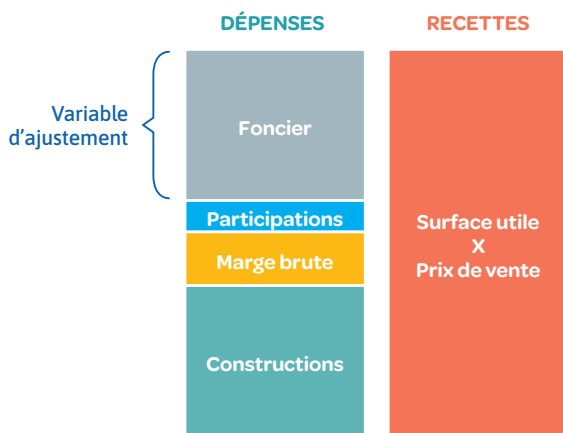 DÉPENSES
RECETTES
Variable
d'ajustement
Foncier
Participations
Marge brute
Constructions
Surface utile
X
Prix de vente